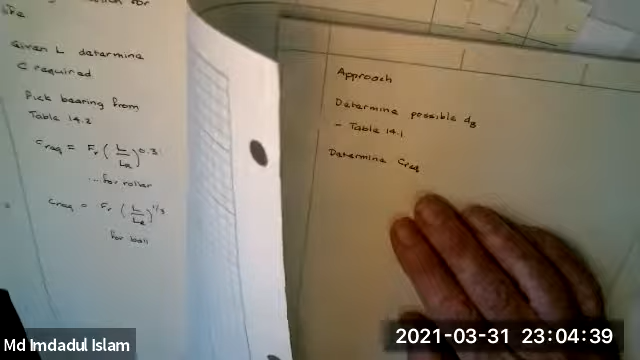 Given L determine
C required
Pick bearing from
Table 14.2
Creq = Fr (L/LR)^0.3
...for roller
Creq = Fr (L/LR)^1/3
for ball
Approach
Determine possible dB
- Table 14.1
Determine Creq
Md Imdadul Islam
2021-03-31 23:04:39